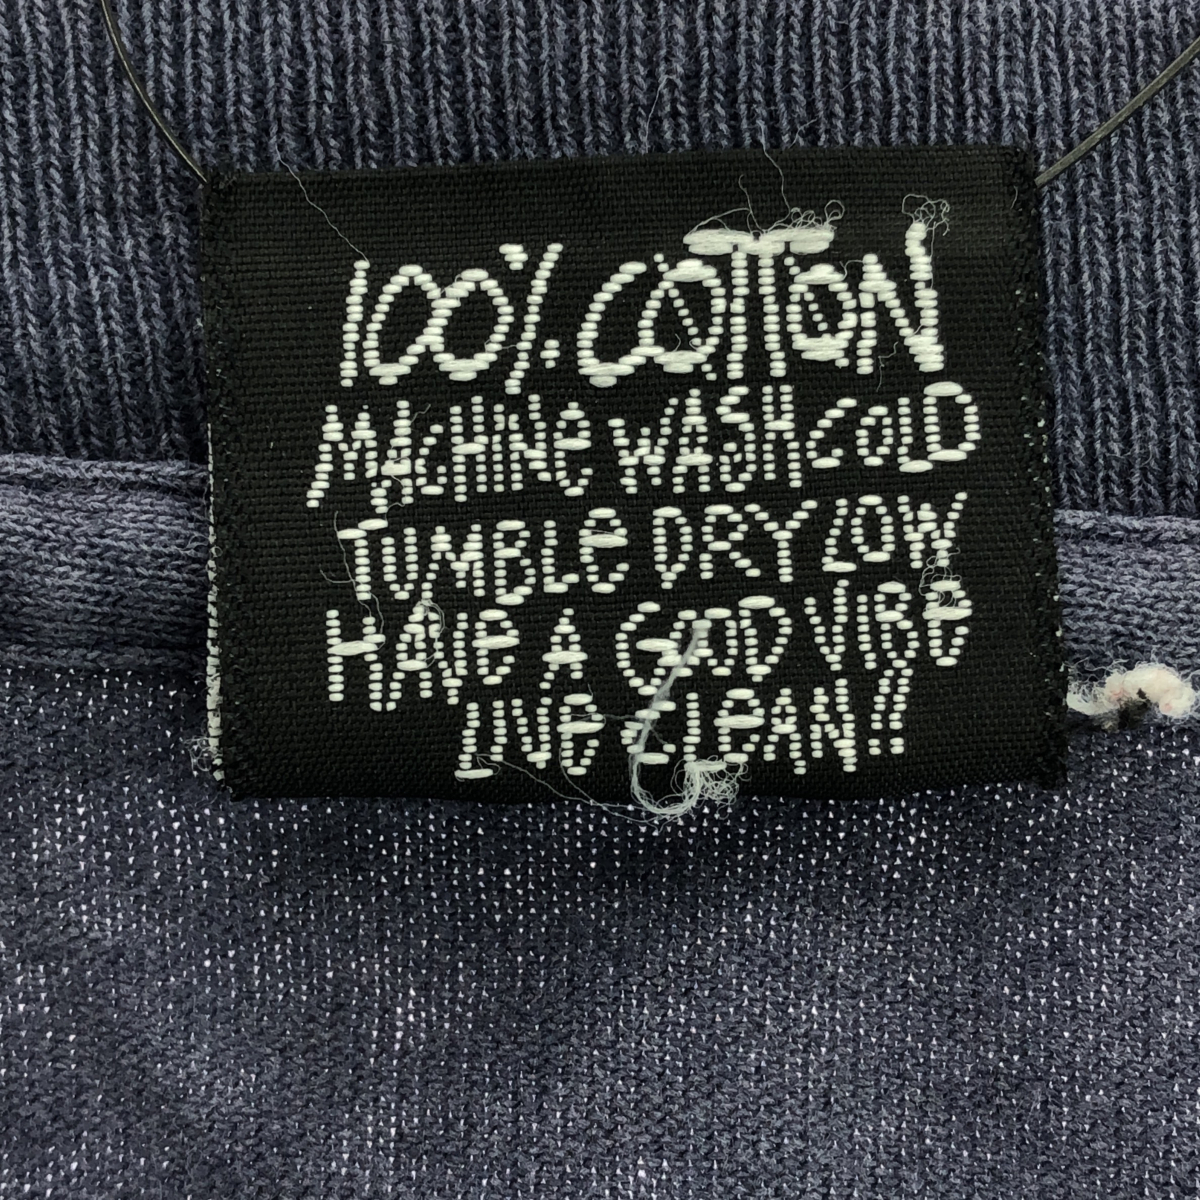 100% COTTON
MACHINE WASH COLD
TUMBLE DRY LOW
HAVE A GOOD VIBE
LIVE CLEAN!!